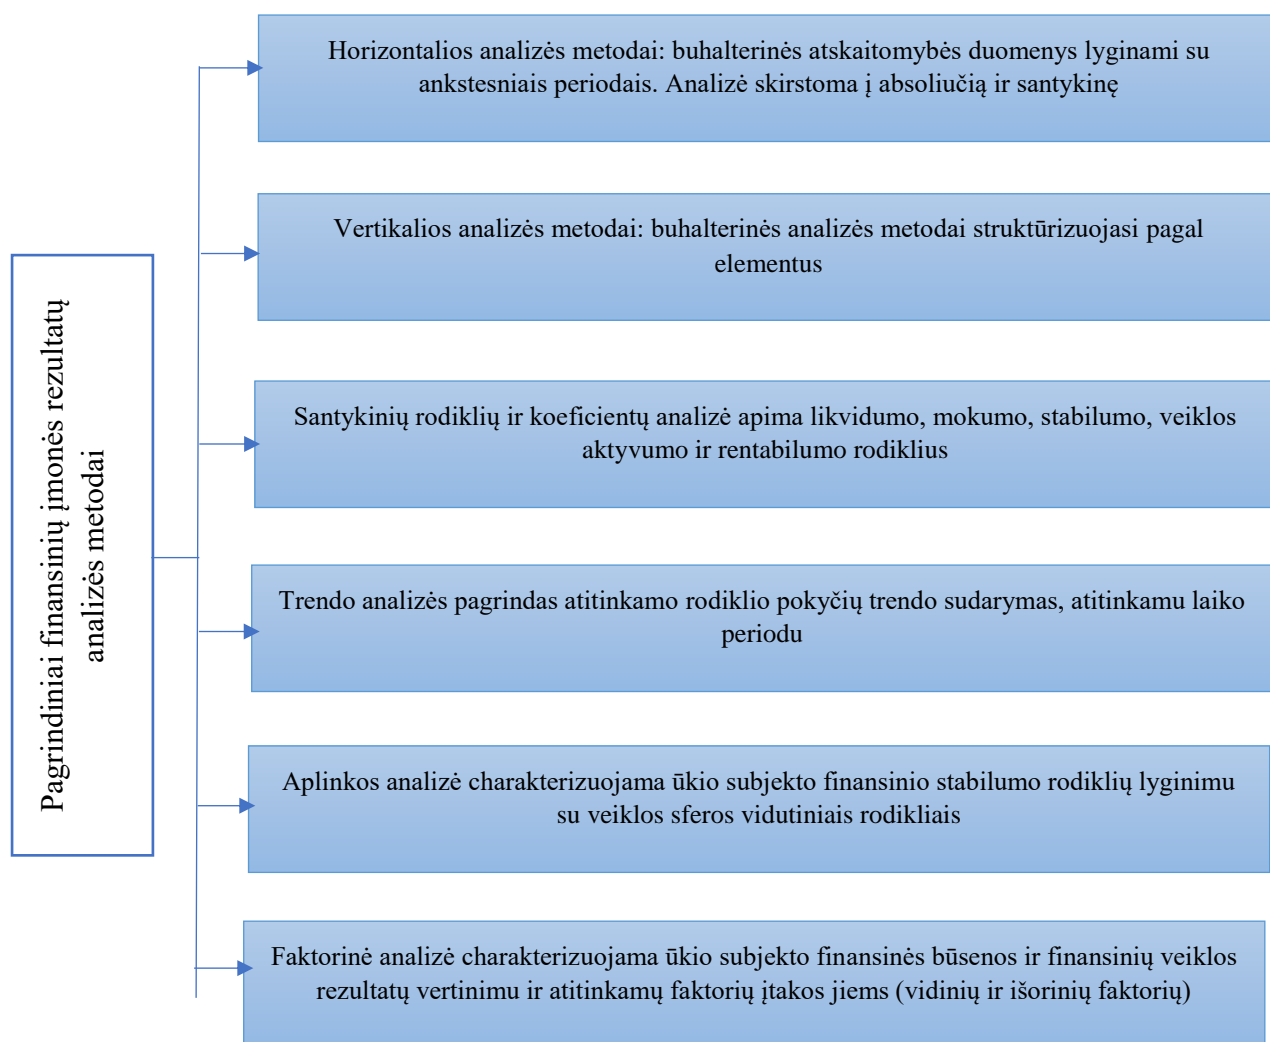 Pagrindiniai finansinių įmonės rezultatų
analizės metodai
Horizontalios analizės metodai: buhalterinės atskaitomybės duomenys lyginami su
ankstesniais periodais. Analizė skirstoma į absoliučią ir santykinę
Vertikalios analizės metodai: buhalterinės analizės metodai struktūrizuojasi pagal
elementus
Santykinių rodiklių ir koeficientų analizė apima likvidumo, mokumo, stabilumo, veiklos
aktyvumo ir rentabilumo rodiklius
Trendo analizės pagrindas atitinkamo rodiklio pokyčių trendo sudarymas, atitinkamu laiko
periodu
Aplinkos analizė charakterizuojama ūkio subjekto finansinio stabilumo rodiklių lyginimu
su veiklos sferos vidutiniais rodikliais
Faktorinė analizė charakterizuojama ūkio subjekto finansinės būsenos ir finansinių veiklos
rezultatų vertinimu ir atitinkamų faktorių įtakos jiems (vidinių ir išorinių faktorių)